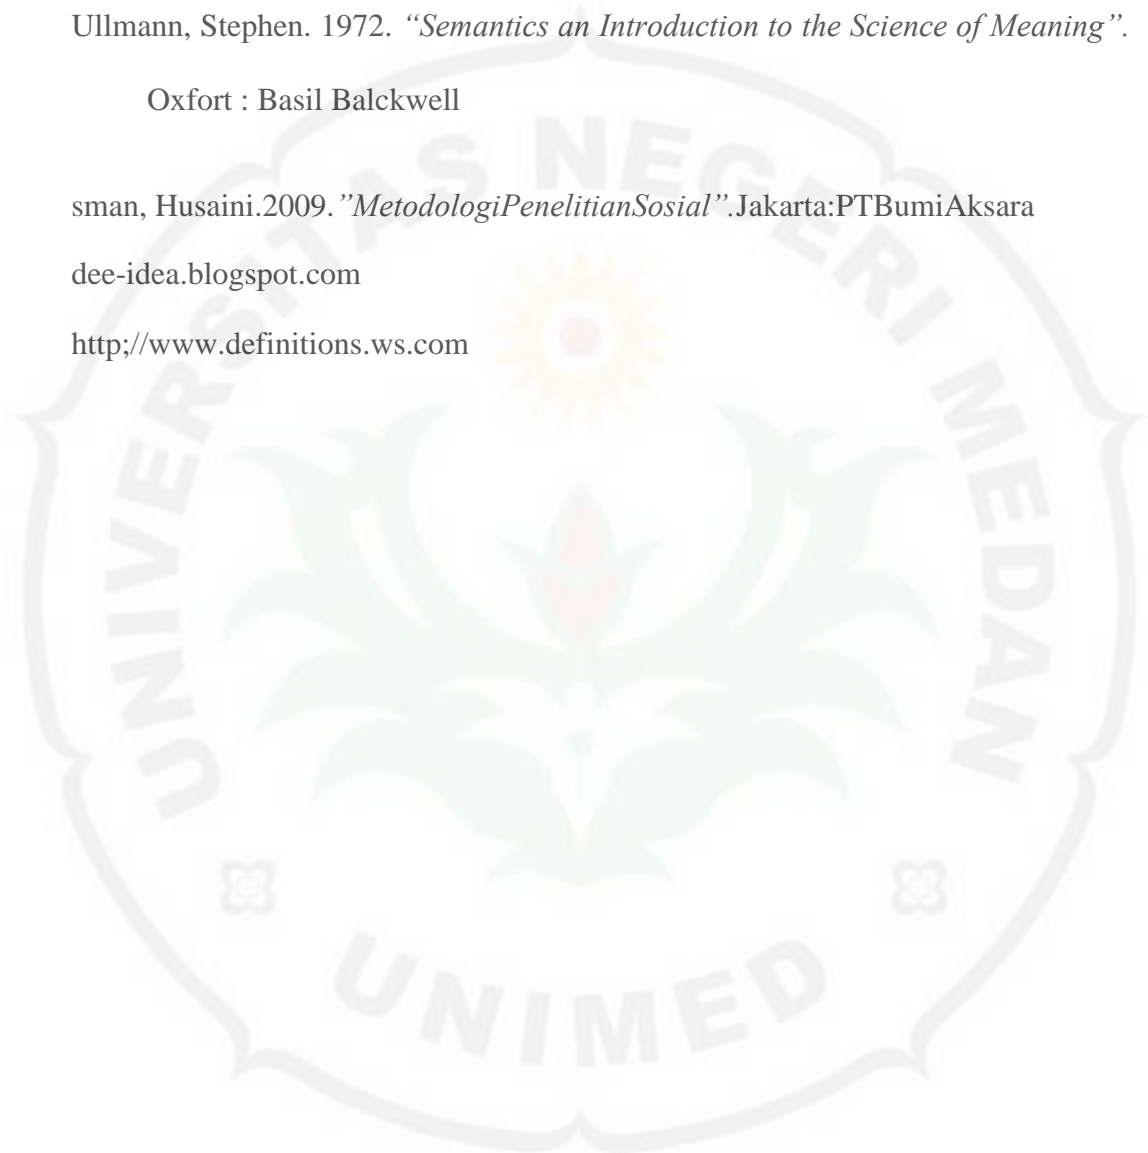 Ullmann, Stephen. 1972. “Semantics an Introduction to the Science of Meaning”.
Oxfort : Basil Balckwell
sman, Husaini.2009.”MetodologiPenelitianSosial”.Jakarta:PTBumiAksara
dee-idea.blogspot.com
http;//www.definitions.ws.com
UNIVERSITAS NEGERI MEDAN
UNIMED